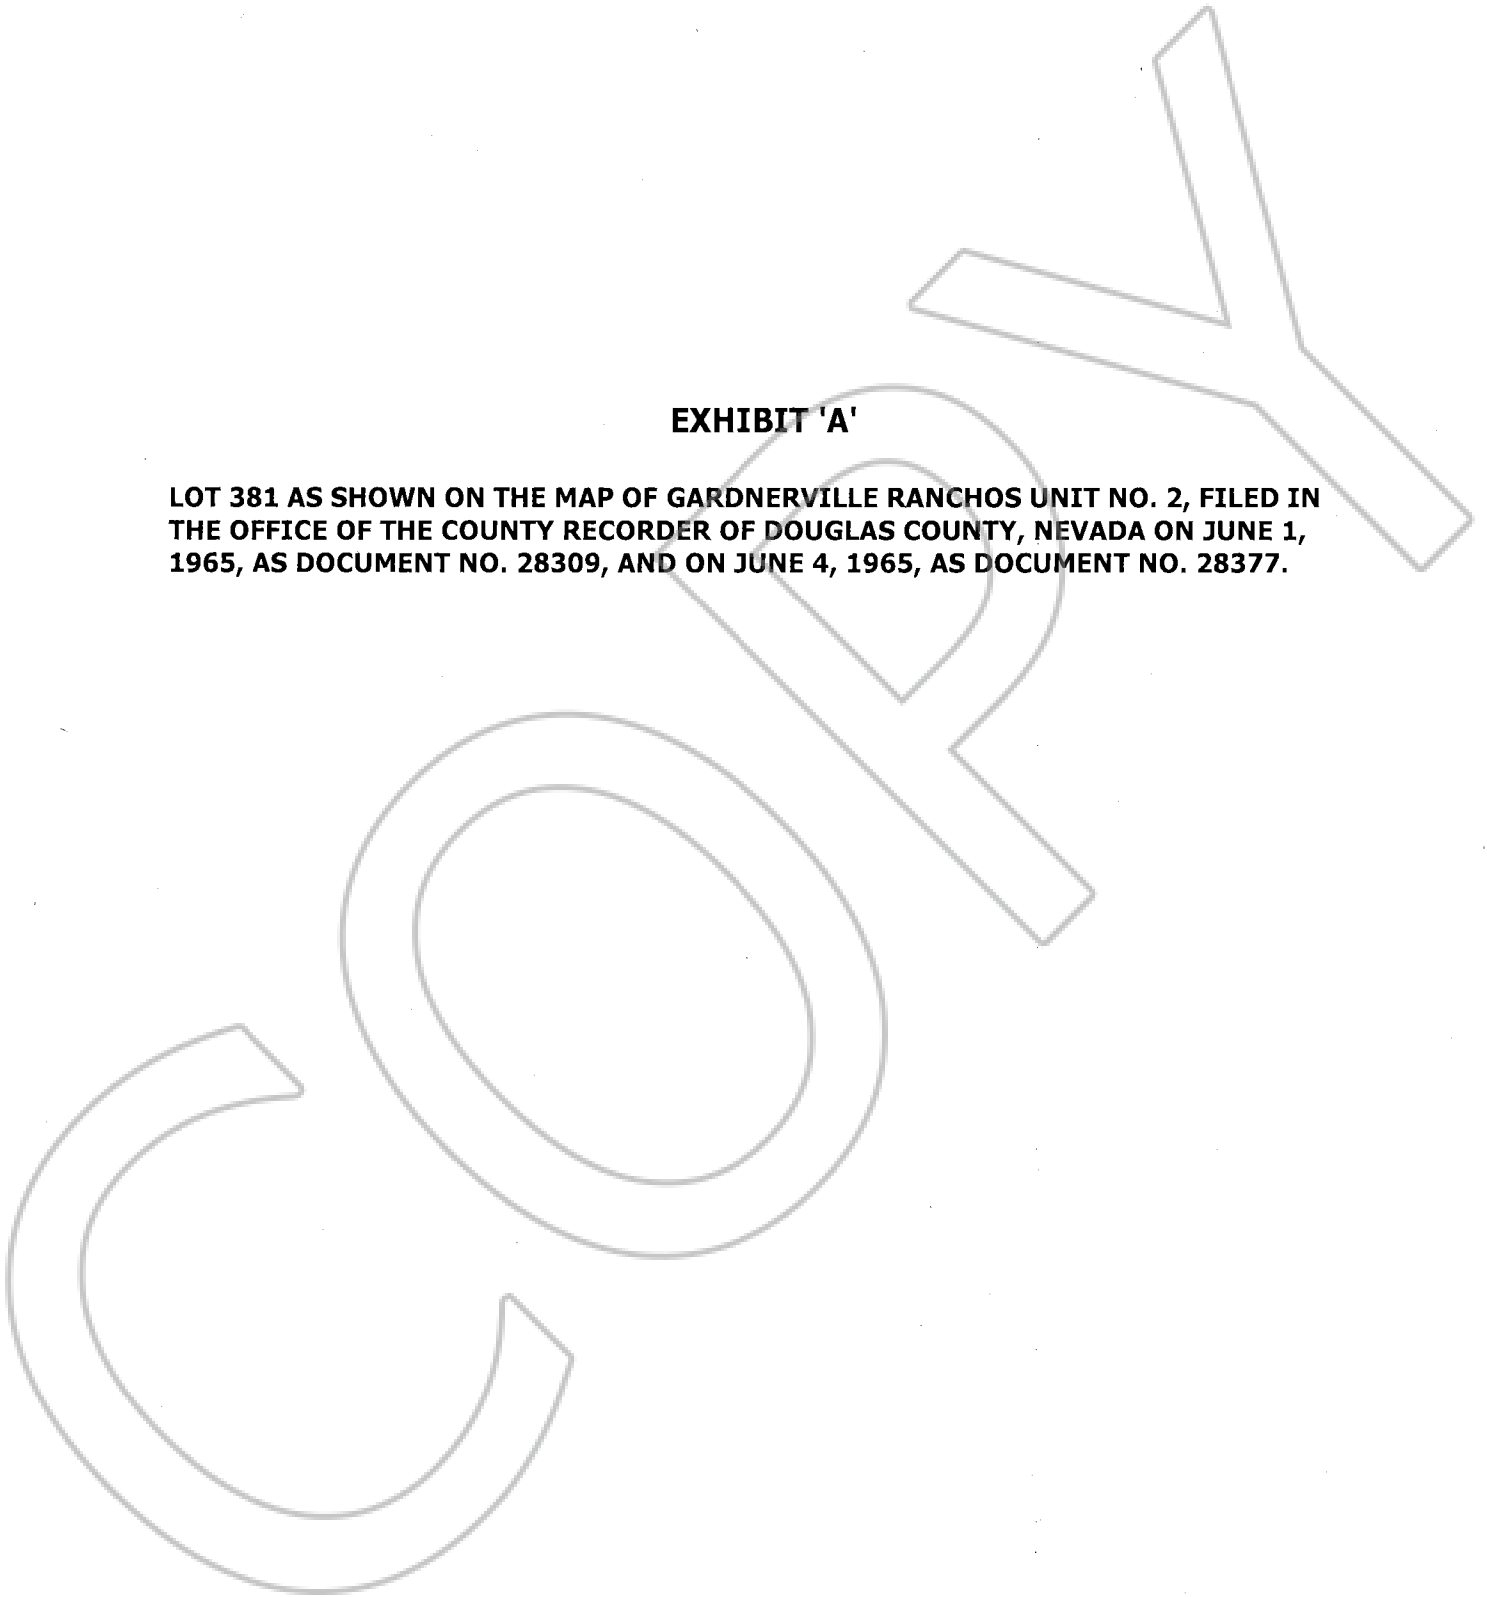 EXHIBIT 'A'
LOT 381 AS SHOWN ON THE MAP OF GARDNERVILLE RANCHOS UNIT NO. 2, FILED IN
THE OFFICE OF THE COUNTY RECORDER OF DOUGLAS COUNTY, NEVADA ON JUNE 1,
1965, AS DOCUMENT NO. 28309, AND ON JUNE 4, 1965, AS DOCUMENT NO. 28377.
COPY